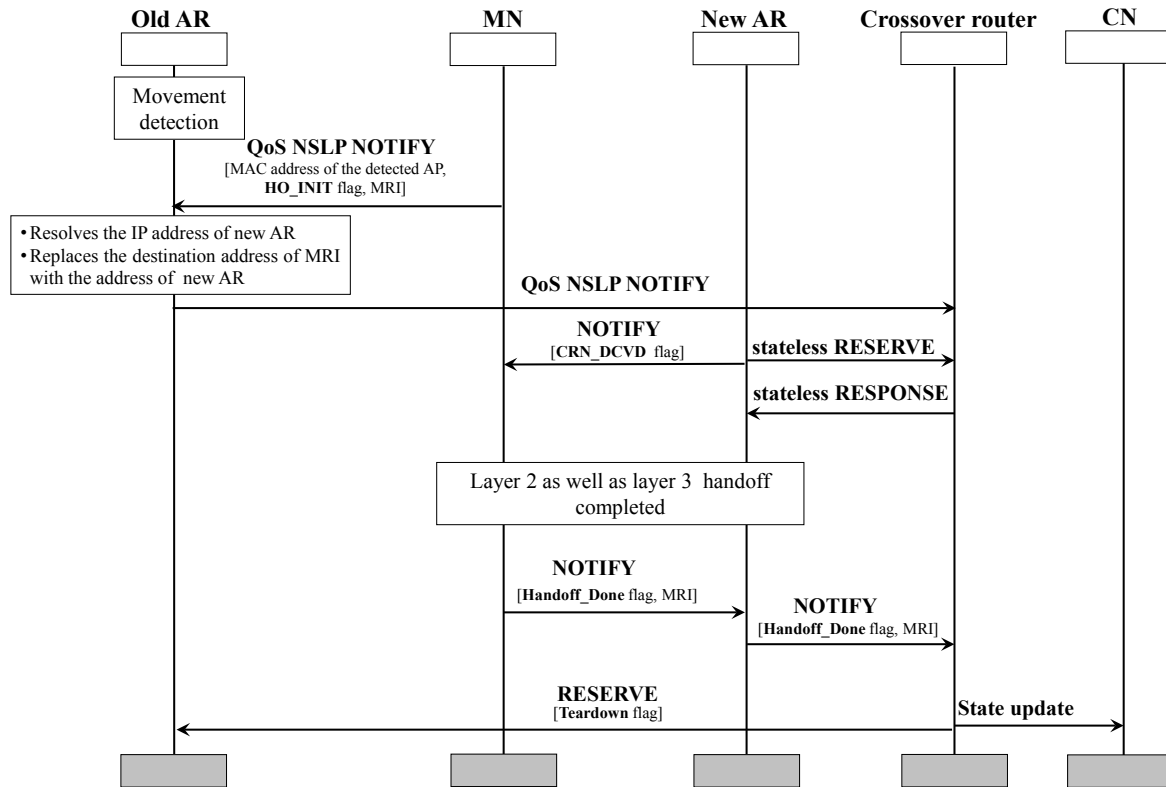 Old AR
MN
New AR
Crossover router
CN
Movement
detection
QoS NSLP NOTIFY
[MAC address of the detected AP,
HO_INIT flag, MRI]
• Resolves the IP address of new AR
• Replaces the destination address of MRI
with the address of new AR
QoS NSLP NOTIFY
NOTIFY
[CRN_DCVD flag]
stateless RESERVE
stateless RESPONSE
Layer 2 as well as layer 3 handoff
completed
NOTIFY
[Handoff_Done flag, MRI]
NOTIFY
[Handoff_Done flag, MRI]
RESERVE
[Teardown flag]
State update